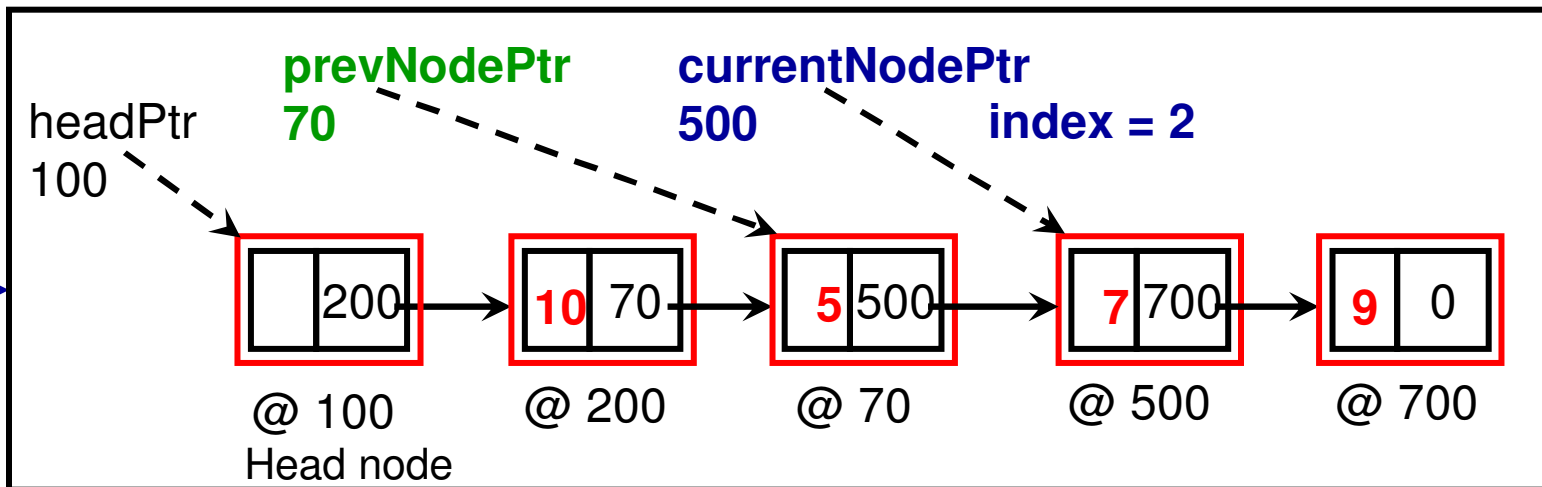 prevNodePtr
70
currentNodePtr
500
index = 2
headPtr
100
200
10 70
5 500
7 700
9 0
@ 100
@ 200
@ 70
@ 500
@ 700
Head node